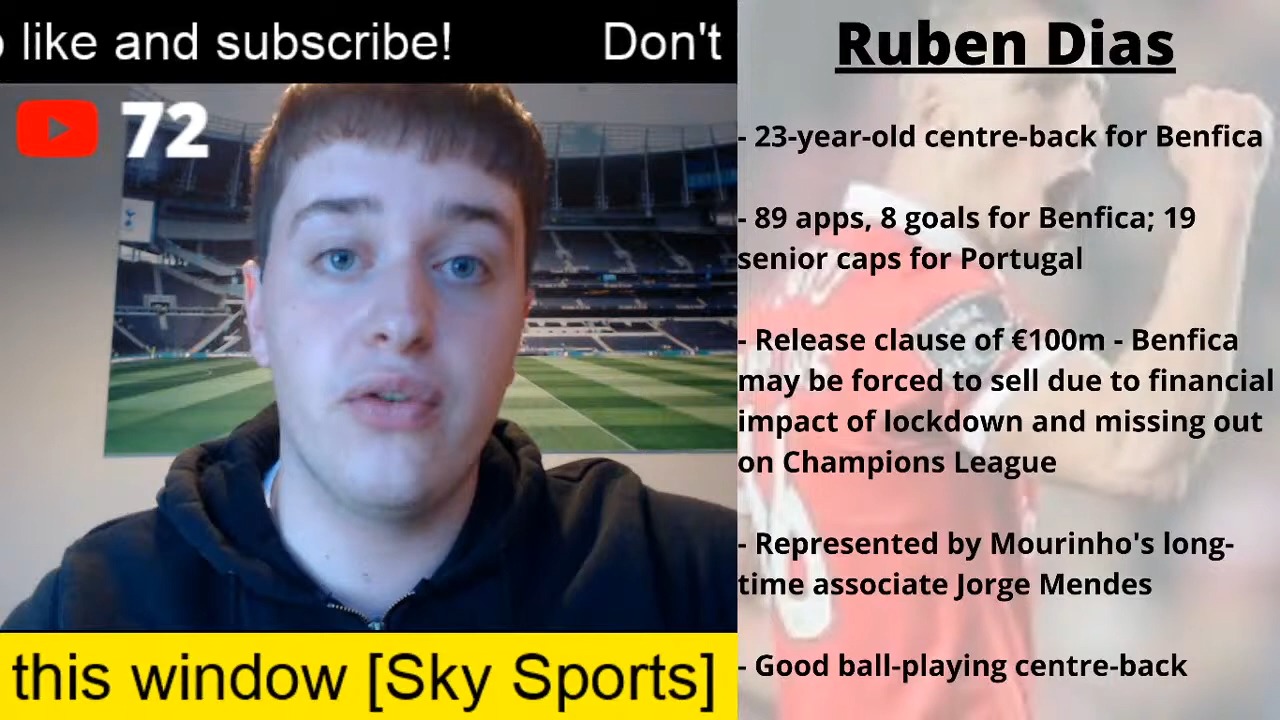 like and subscribe!
Don't
72
this window [Sky Sports]
Ruben Dias
- 23-year-old centre-back for Benfica
- 89 apps, 8 goals for Benfica; 19
senior caps for Portugal
- Release clause of €100m - Benfica
may be forced to sell due to financial
impact of lockdown and missing out
on Champions League
- Represented by Mourinho's long-
time associate Jorge Mendes
- Good ball-playing centre-back